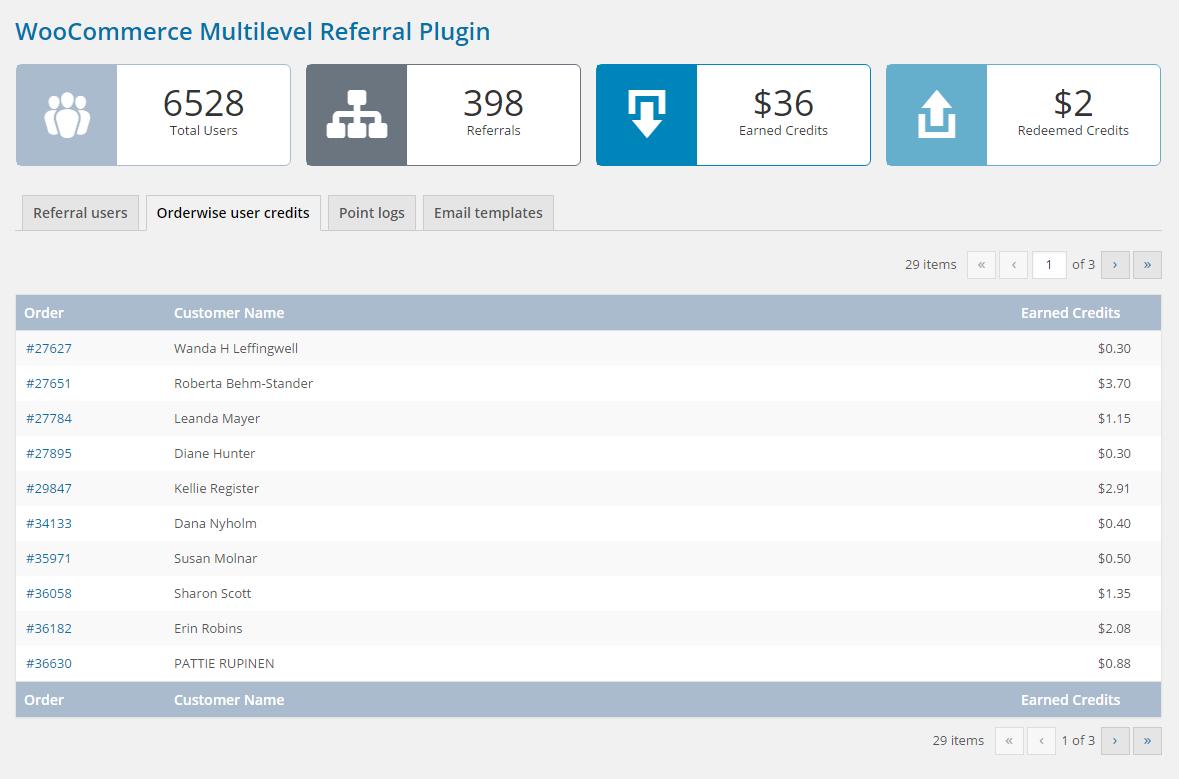 WooCommerce Multilevel Referral Plugin
6528
Total Users
398
Referrals
$36
Earned Credits
$2
Redeemed Credits
Referral users Orderwise user credits Point logs Email templates
29 items « ‹ 1 of 3 › »
Order Customer Name Earned Credits
#27627 Wanda H Leffingwell $0.30
#27651 Roberta Behm-Stander $3.70
#27784 Leanda Mayer $1.15
#27895 Diane Hunter $0.30
#29847 Kellie Register $2.91
#34133 Dana Nyholm $0.40
#35971 Susan Molnar $0.50
#36058 Sharon Scott $1.35
#36182 Erin Robins $2.08
#36630 PATTIE RUPINEN $0.88
Order Customer Name Earned Credits
29 items « ‹ 1 of 3 › »